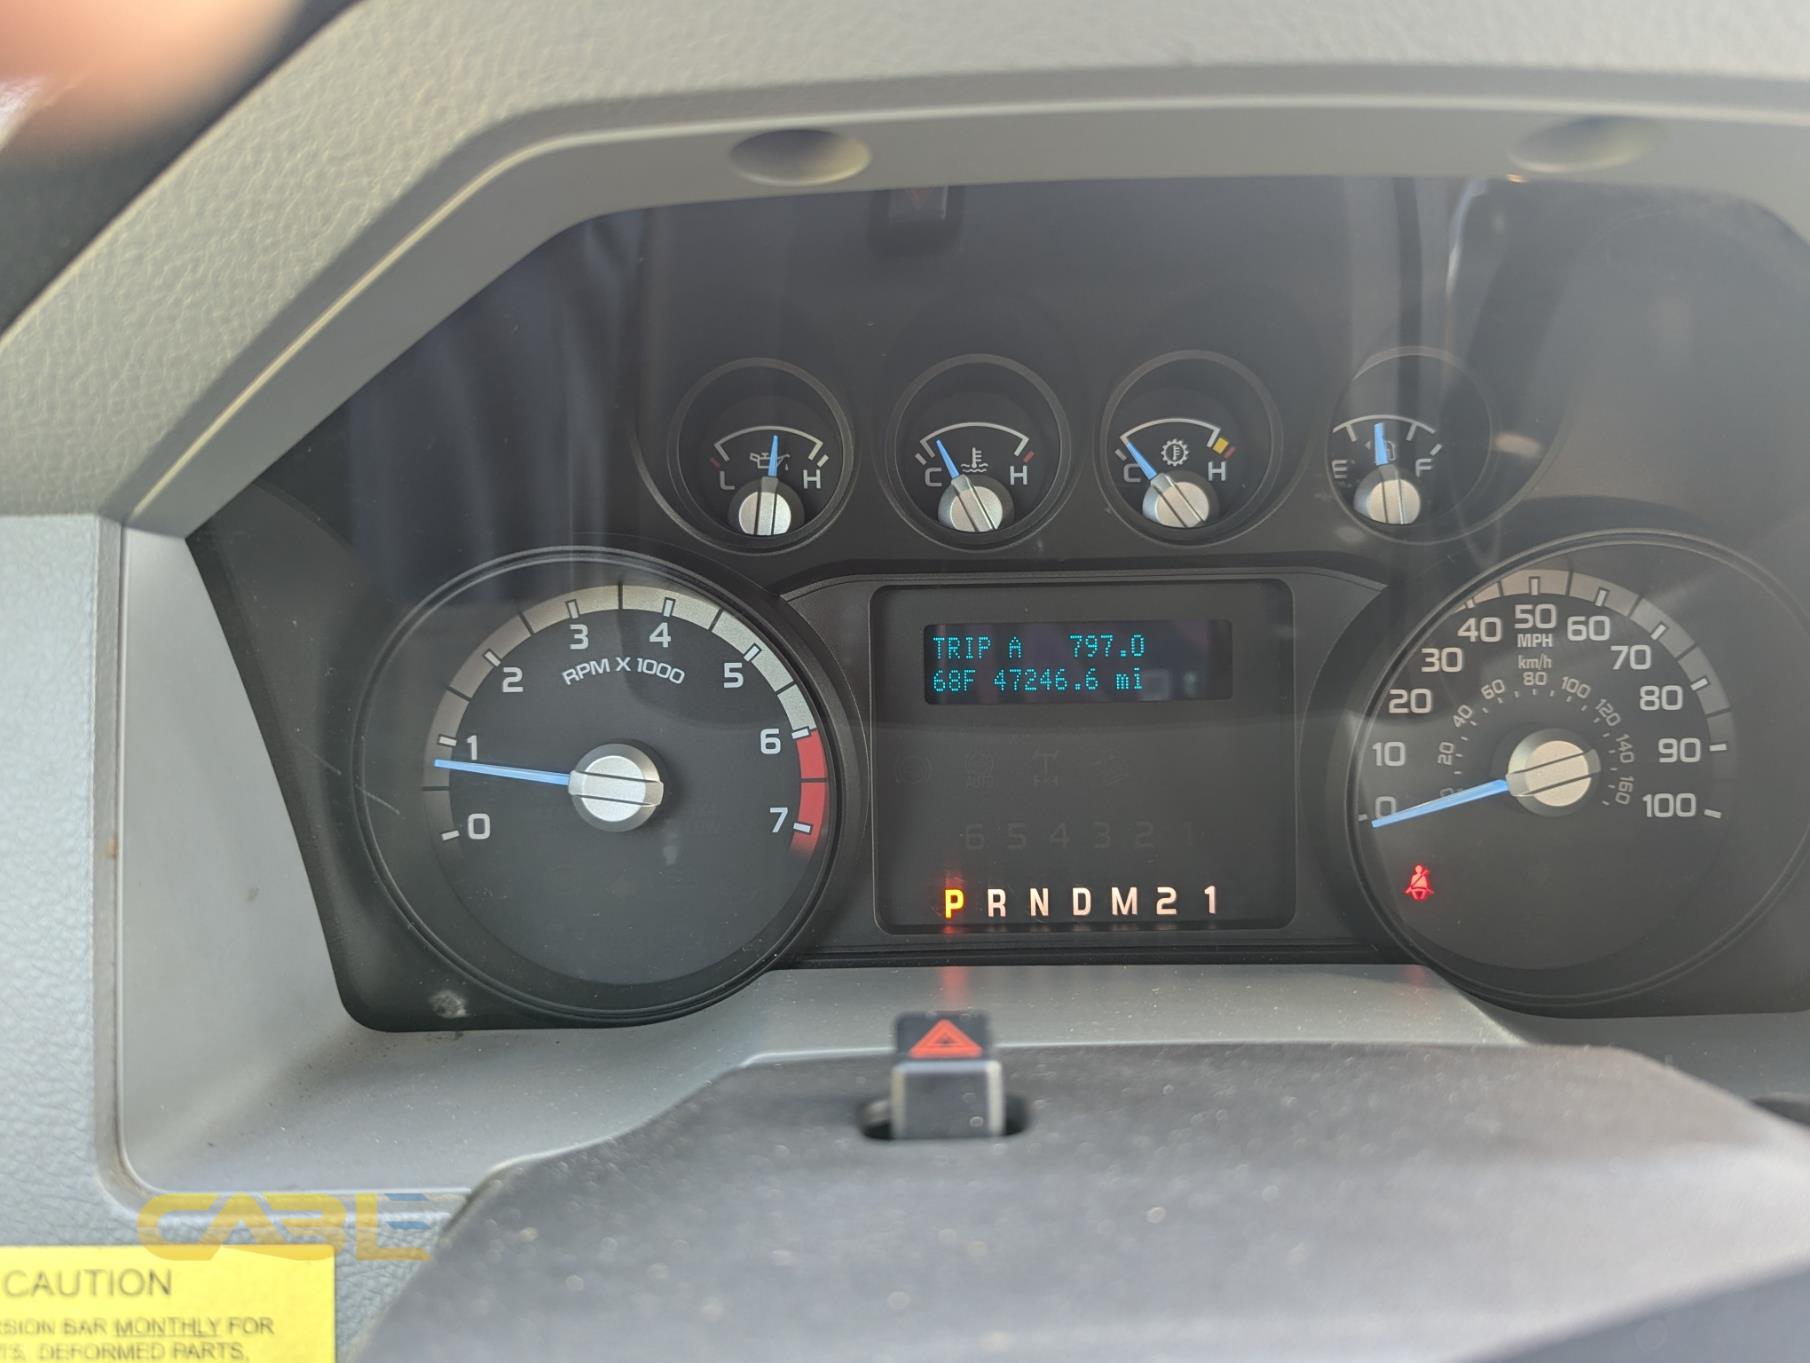 L H
C H
C H
E F
0 1 2 3 4 5 6 7
RPM X 1000
TRIP A 797.0
68F 47246.6 mi
6 5 4 3 2 1
P R N D M 2 1
0 10 20 30 40 50 60 70 80 90 100
MPH
km/h
20 40 60 80 100 120 140 160
CABLE
CAUTION
BAR MONTHLY FOR
DEFORMED PARTS,